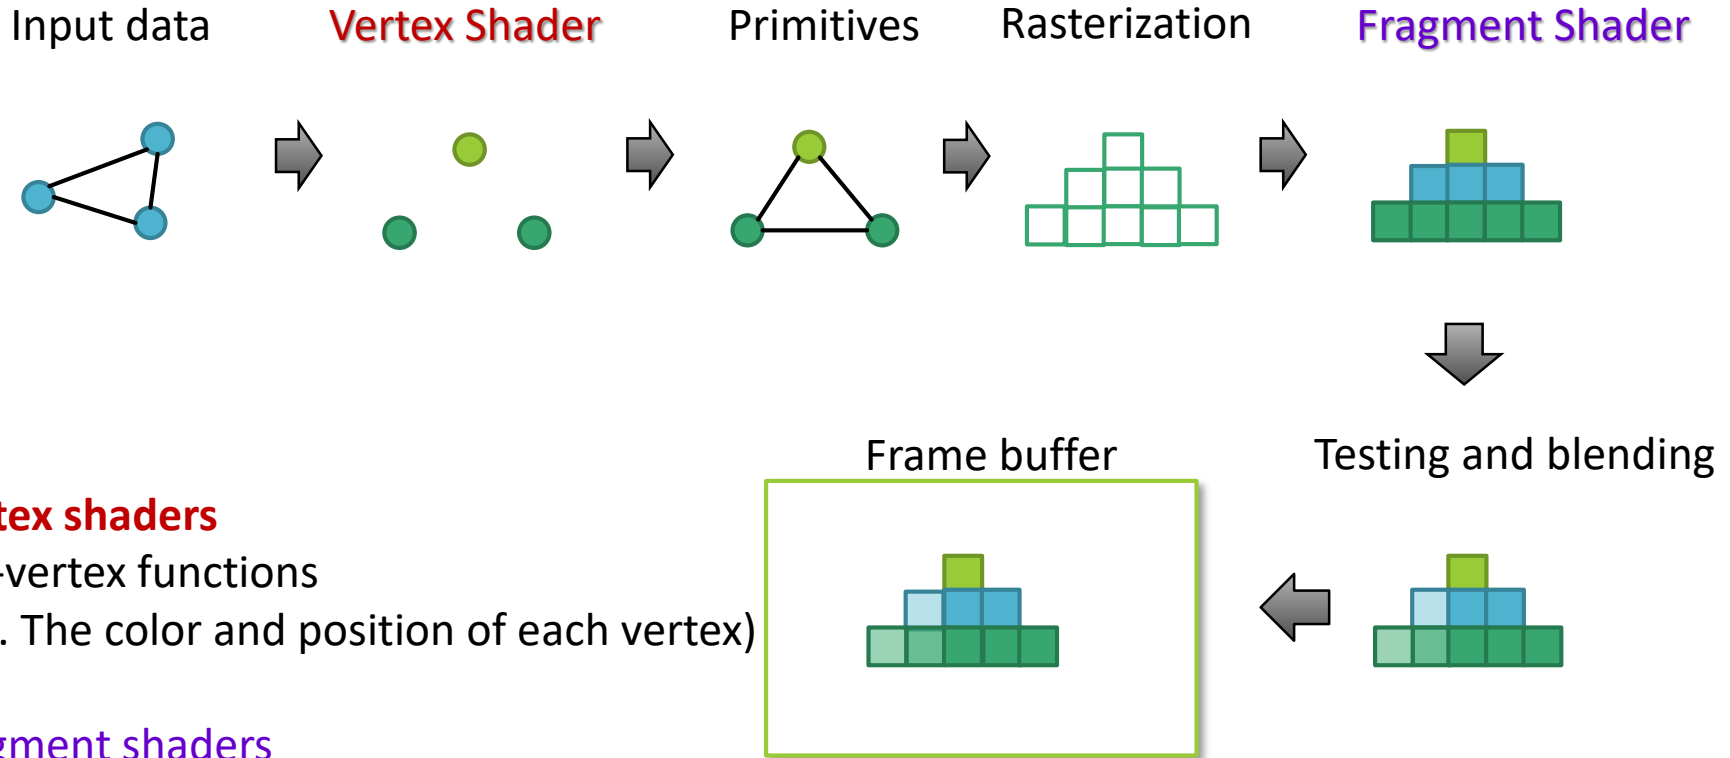 Input data
Vertex Shader
Primitives
Rasterization
Fragment Shader
Frame buffer
Testing and blending
tex shaders
-vertex functions
. The color and position of each vertex)
gment shaders